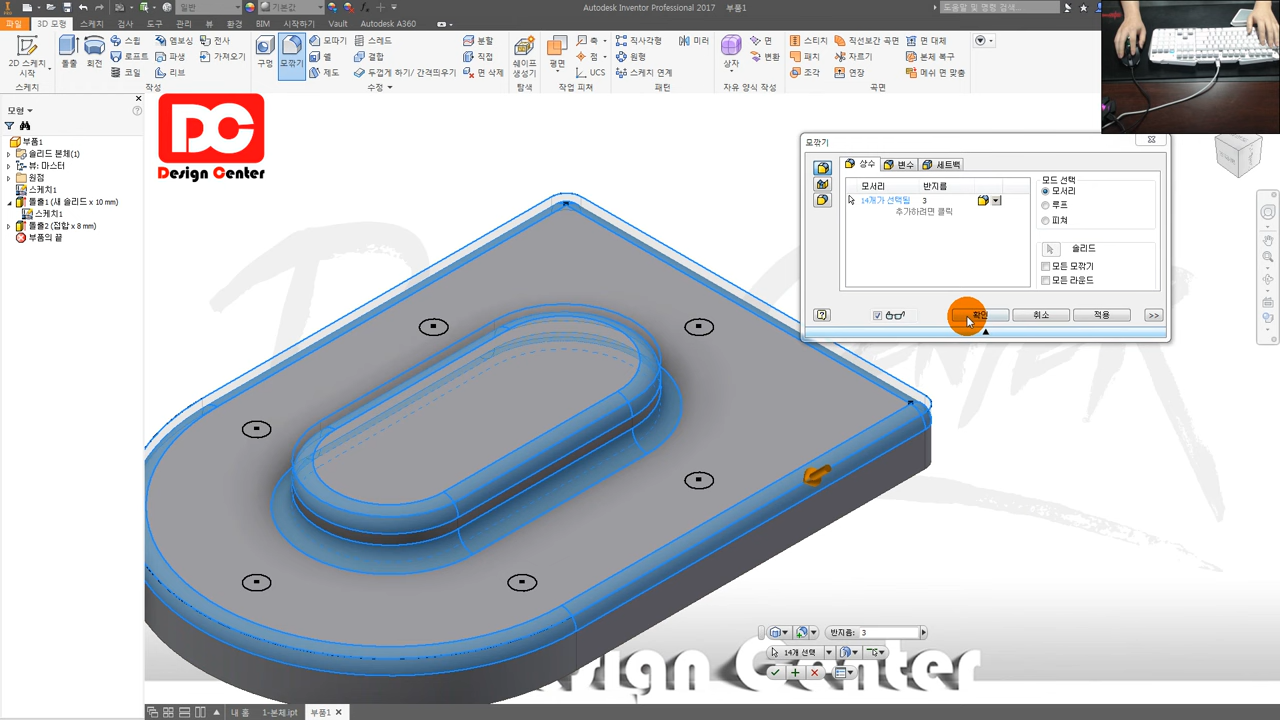 일반
기본값
Autodesk Inventor Professional 2017 부품1
도움말 및 명령 검색...
파일 3D 모형 스케치 검사 도구 관리 뷰 환경 BIM 시작하기 Vault Autodesk A360
2D 스케치
시작
스케치
돌출
회전
스윕
로프트
코일
엠보싱
파생
리브
전사
가져오기
작성
구멍
모깎기
모따기
쉘
제도
스레드
결합
두껍게 하기/ 간격띄우기
분할
직접
면 삭제
수정
쉐이프
생성기
탐색
평면
축
점
UCS
작업 피쳐
직사각형
원형
스케치 연계
미러
패턴
상자
면
변환
자유 양식 작성
스티치
패치
조각
직선보간 곡면
자르기
연장
면 대체
본체 복구
메쉬 면 맞춤
곡면
모형
부품1
솔리드 본체(1)
뷰: 마스터
원점
스케치1
돌출1 (새 솔리드 x 10 mm)
스케치1
돌출2 (접합 x 8 mm)
부품의 끝
DC
Design Center
모깎기
상수 변수 세트백
모서리 반지름
14개가 선택됨 3
추가하려면 클릭
모드 선택
모서리
루프
피쳐
솔리드
모든 모깎기
모든 라운드
확인 취소 적용 >>
반지름: 3
14개 선택
esign Center
내 홈 1-본체.ipt 부품1